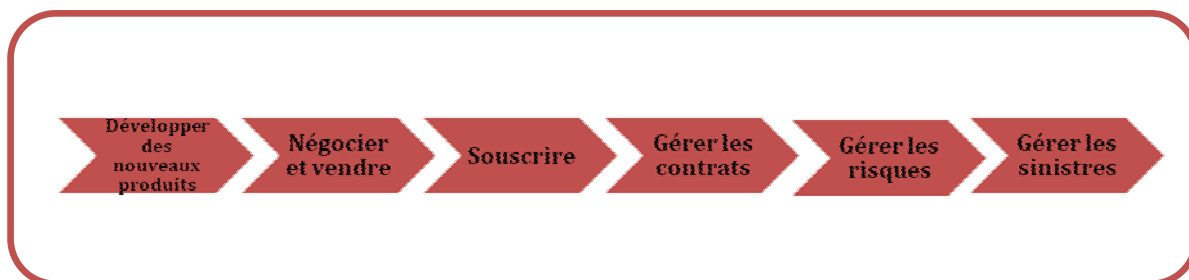 Développer
des
nouveaux
produits
Négocier
et vendre
Souscrire
Gérer les
contrats
Gérer les
risques
Gérer les
sinistres